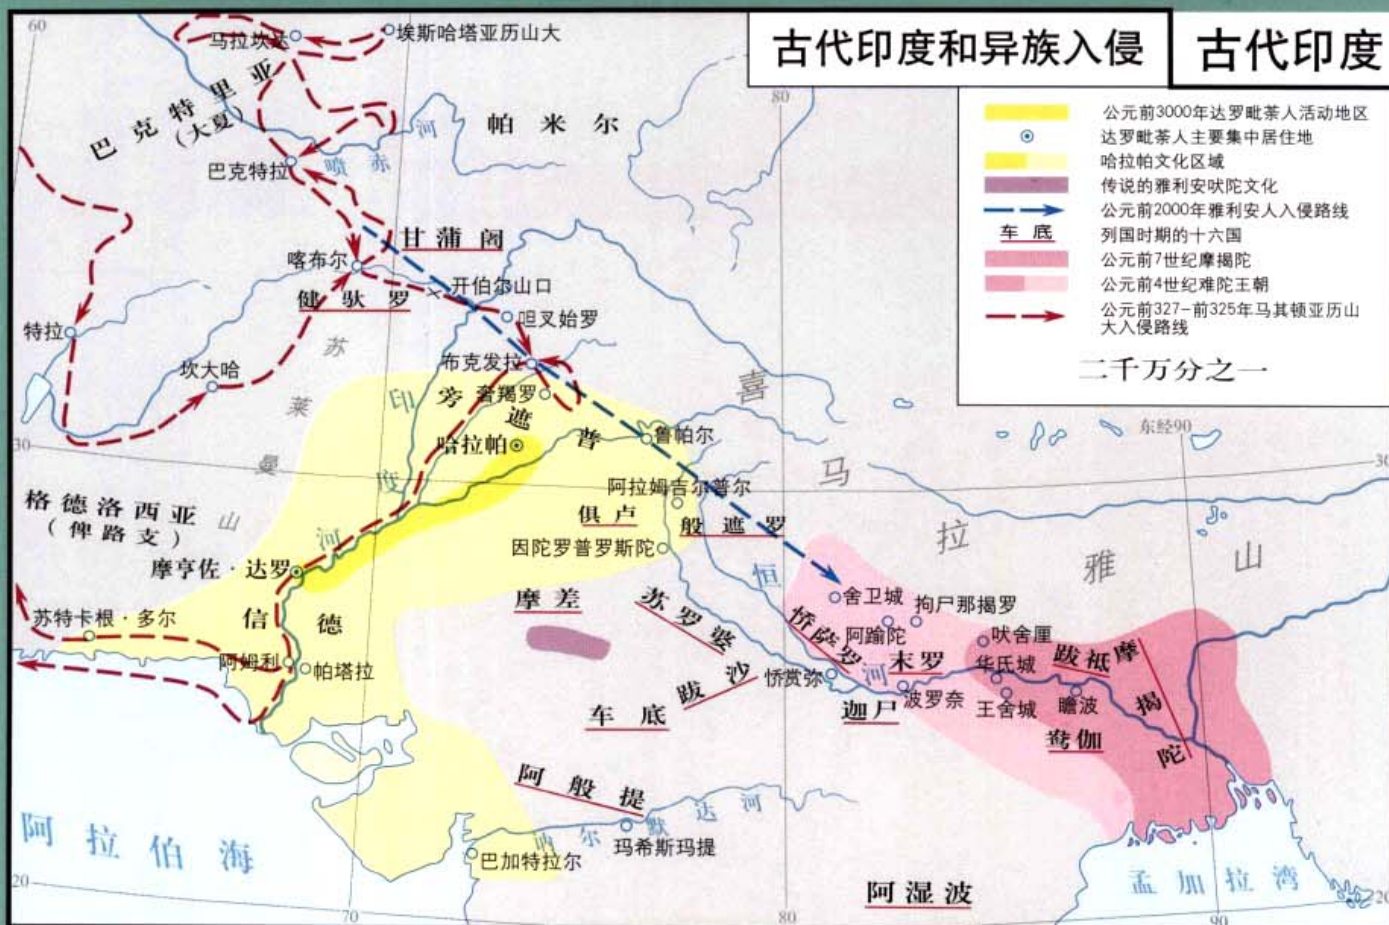 古代印度和异族入侵
古代印度
公元前3000年达罗毗荼人活动地区
达罗毗荼人主要集中居住地
哈拉帕文化区域
传说的雅利安吠陀文化
公元前2000年雅利安人入侵路线
车底 列国时期的十六国
公元前7世纪摩揭陀
公元前4世纪难陀王朝
公元前327-前325年马其顿亚历山
大入侵路线
二千万分之一
60
80
马拉坎达
埃斯哈塔亚历山大
巴克特里亚
(大夏)
喷赤河
帕米尔
巴克特拉
甘蒲阇
喀布尔
开伯尔山口
健驮罗
呾叉始罗
特拉
坎大哈
苏莱曼山
布克发拉
奢羯罗
旁遮普
印度河
哈拉帕
鲁帕尔
喜马拉雅山
东经90
30
30
阿拉姆吉尔普尔
俱卢
般遮罗
格德洛西亚
(俾路支)
因陀罗普罗斯陀
摩亨佐·达罗
恒河
苏特卡根·多尔
信德
摩差
苏罗婆
舍卫城
拘尸那揭罗
阿踰陀
吠舍厘
憍萨罗
末罗
华氏城
跋祇
摩揭陀
阿姆利
帕塔拉
跋沙
憍赏弥
波罗奈
王舍城
瞻波
车底
迦尸
鸯伽
阿般提
讷尔默达河
玛希斯玛提
巴加特拉尔
阿拉伯海
孟加拉湾
阿湿波
20
70
80
90
20